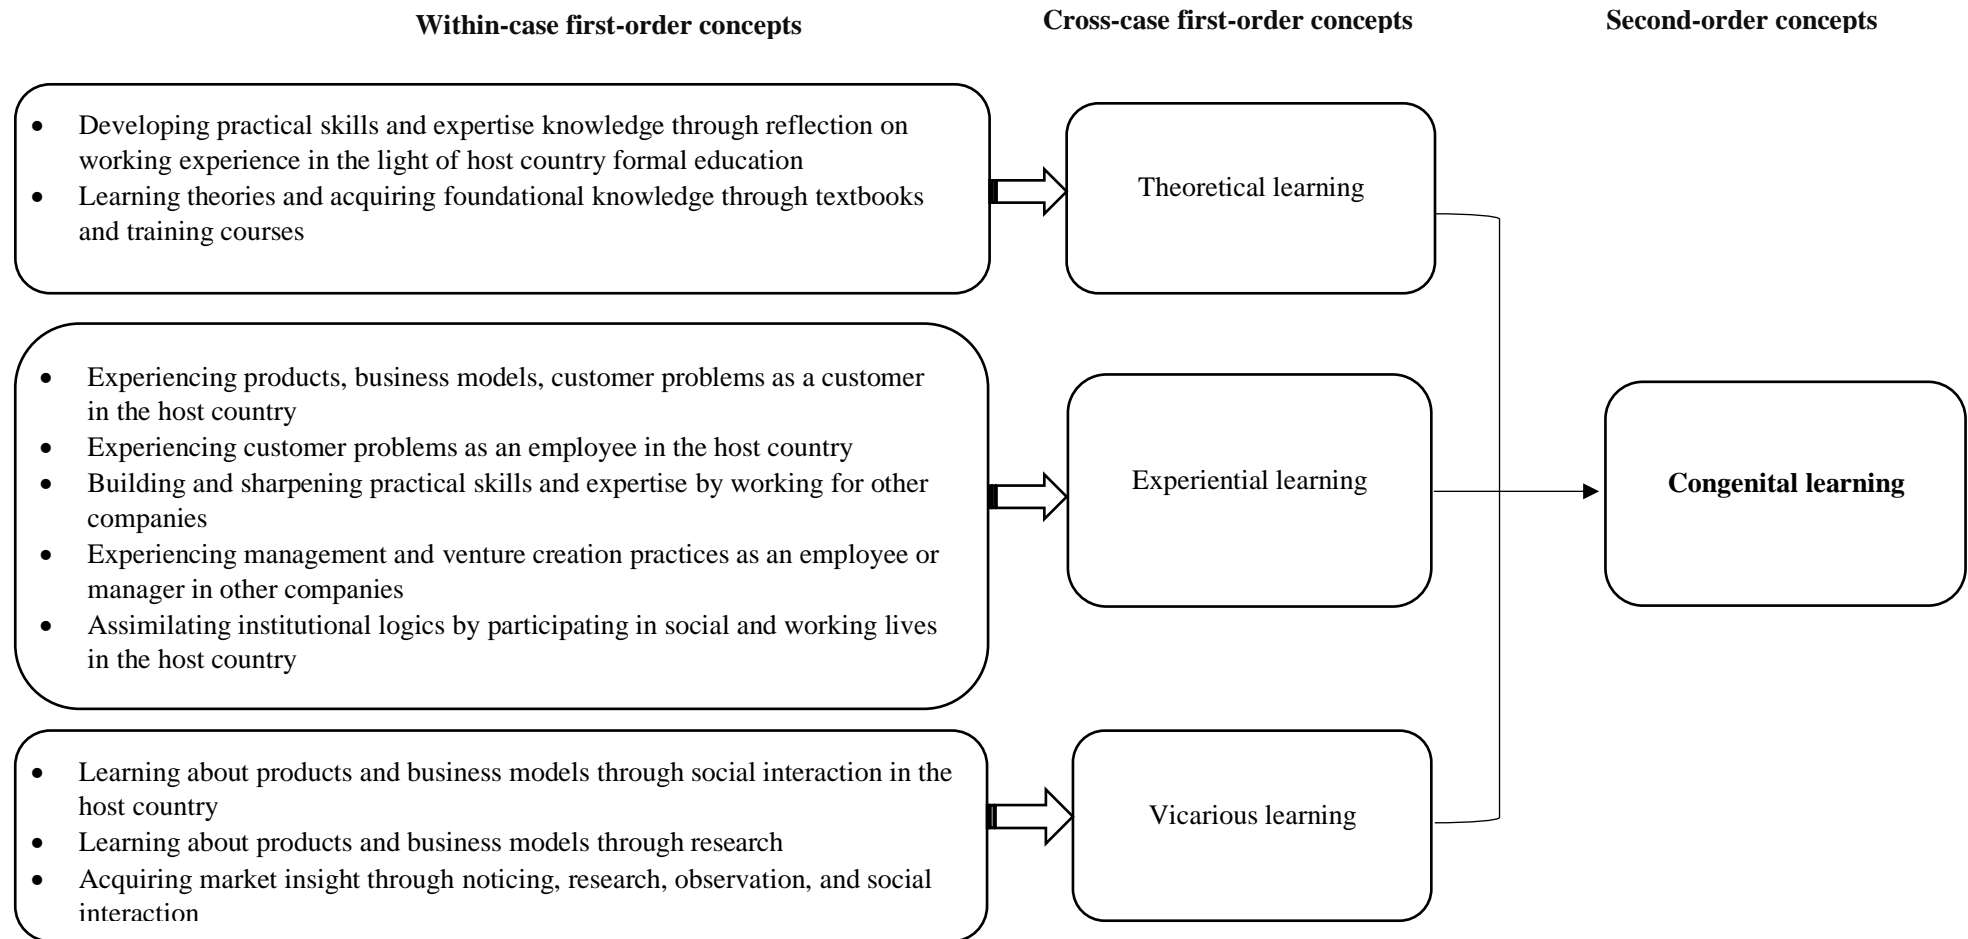 Within-case first-order concepts
Cross-case first-order concepts
Second-order concepts
• Developing practical skills and expertise knowledge through reflection on
working experience in the light of host country formal education
• Learning theories and acquiring foundational knowledge through textbooks
and training courses
Theoretical learning
• Experiencing products, business models, customer problems as a customer
in the host country
• Experiencing customer problems as an employee in the host country
• Building and sharpening practical skills and expertise by working for other
companies
• Experiencing management and venture creation practices as an employee or
manager in other companies
• Assimilating institutional logics by participating in social and working lives
in the host country
Experiential learning
Congenital learning
• Learning about products and business models through social interaction in the
host country
• Learning about products and business models through research
• Acquiring market insight through noticing, research, observation, and social
interaction
Vicarious learning